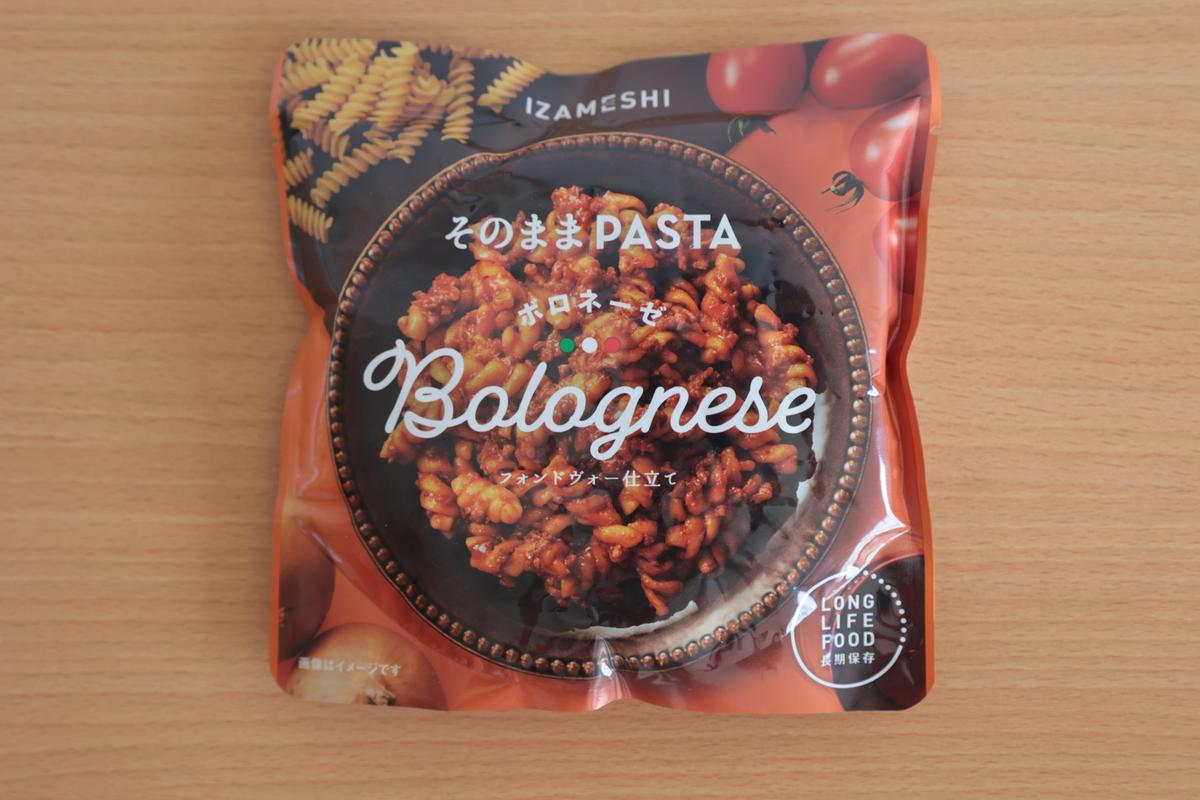 IZAMESHI
そのままPASTA
ボロネーゼ
Bolognese
フォンドヴォー仕立て
LONG
LIFE
FOOD
長期保存
画像はイメージです